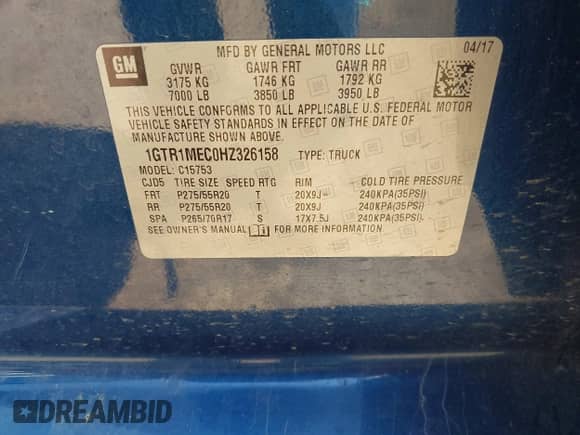 GM
MFD BY GENERAL MOTORS LLC 04/17
GVWR GAWR FRT GAWR RR
3175 KG 1746 KG 1792 KG
7000 LB 3850 LB 3950 LB
THIS VEHICLE CONFORMS TO ALL APPLICABLE U.S. FEDERAL MOTOR
VEHICLE SAFETY STANDARDS IN EFFECT ON THE DATE OF
MANUFACTURE SHOWN ABOVE.
1GTR1MEC0HZ326158 TYPE: TRUCK
MODEL: C15753
CJD5 TIRE SIZE SPEED RTG RIM COLD TIRE PRESSURE
FRT P275/55R20 T 20X9J 240KPA(35PSI)
RR P275/55R20 T 20X9J 240KPA(35PSI)
SPA P265/70R17 S 17X7.5J 240KPA(35PSI)
SEE OWNER'S MANUAL FOR MORE INFORMATION
DREAMBID